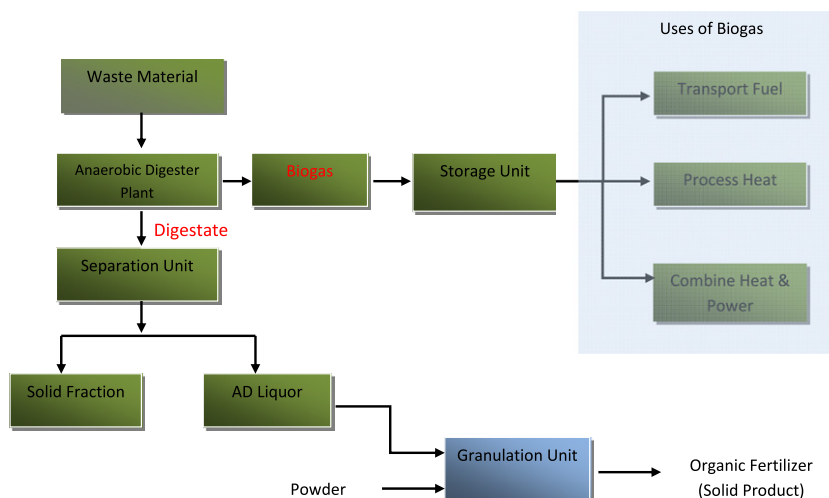 Uses of Biogas
Waste Material
Transport Fuel
Anaerobic Digester
Plant
Biogas
Storage Unit
Process Heat
Digestate
Separation Unit
Combine Heat &
Power
Solid Fraction
AD Liquor
Granulation Unit
Organic Fertilizer
(Solid Product)
Powder